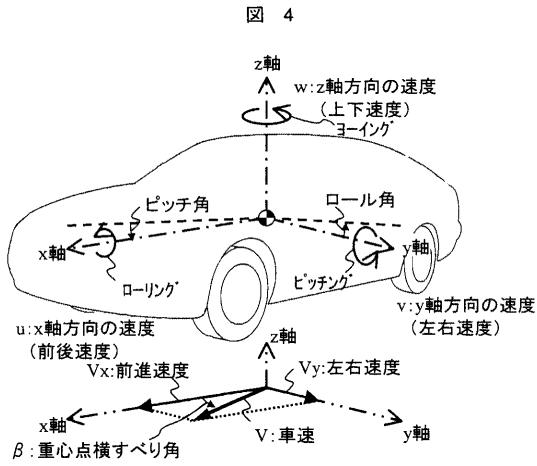 図 4
z軸
w:z軸方向の速度
(上下速度)
ヨーイング
ピッチ角
ロール角
x軸
y軸
ローリング
ピッチング
u:x軸方向の速度
(前後速度)
v:y軸方向の速度
(左右速度)
z軸
Vx:前進速度
Vy:左右速度
x軸
V:車速
y軸
β:重心点横すべり角